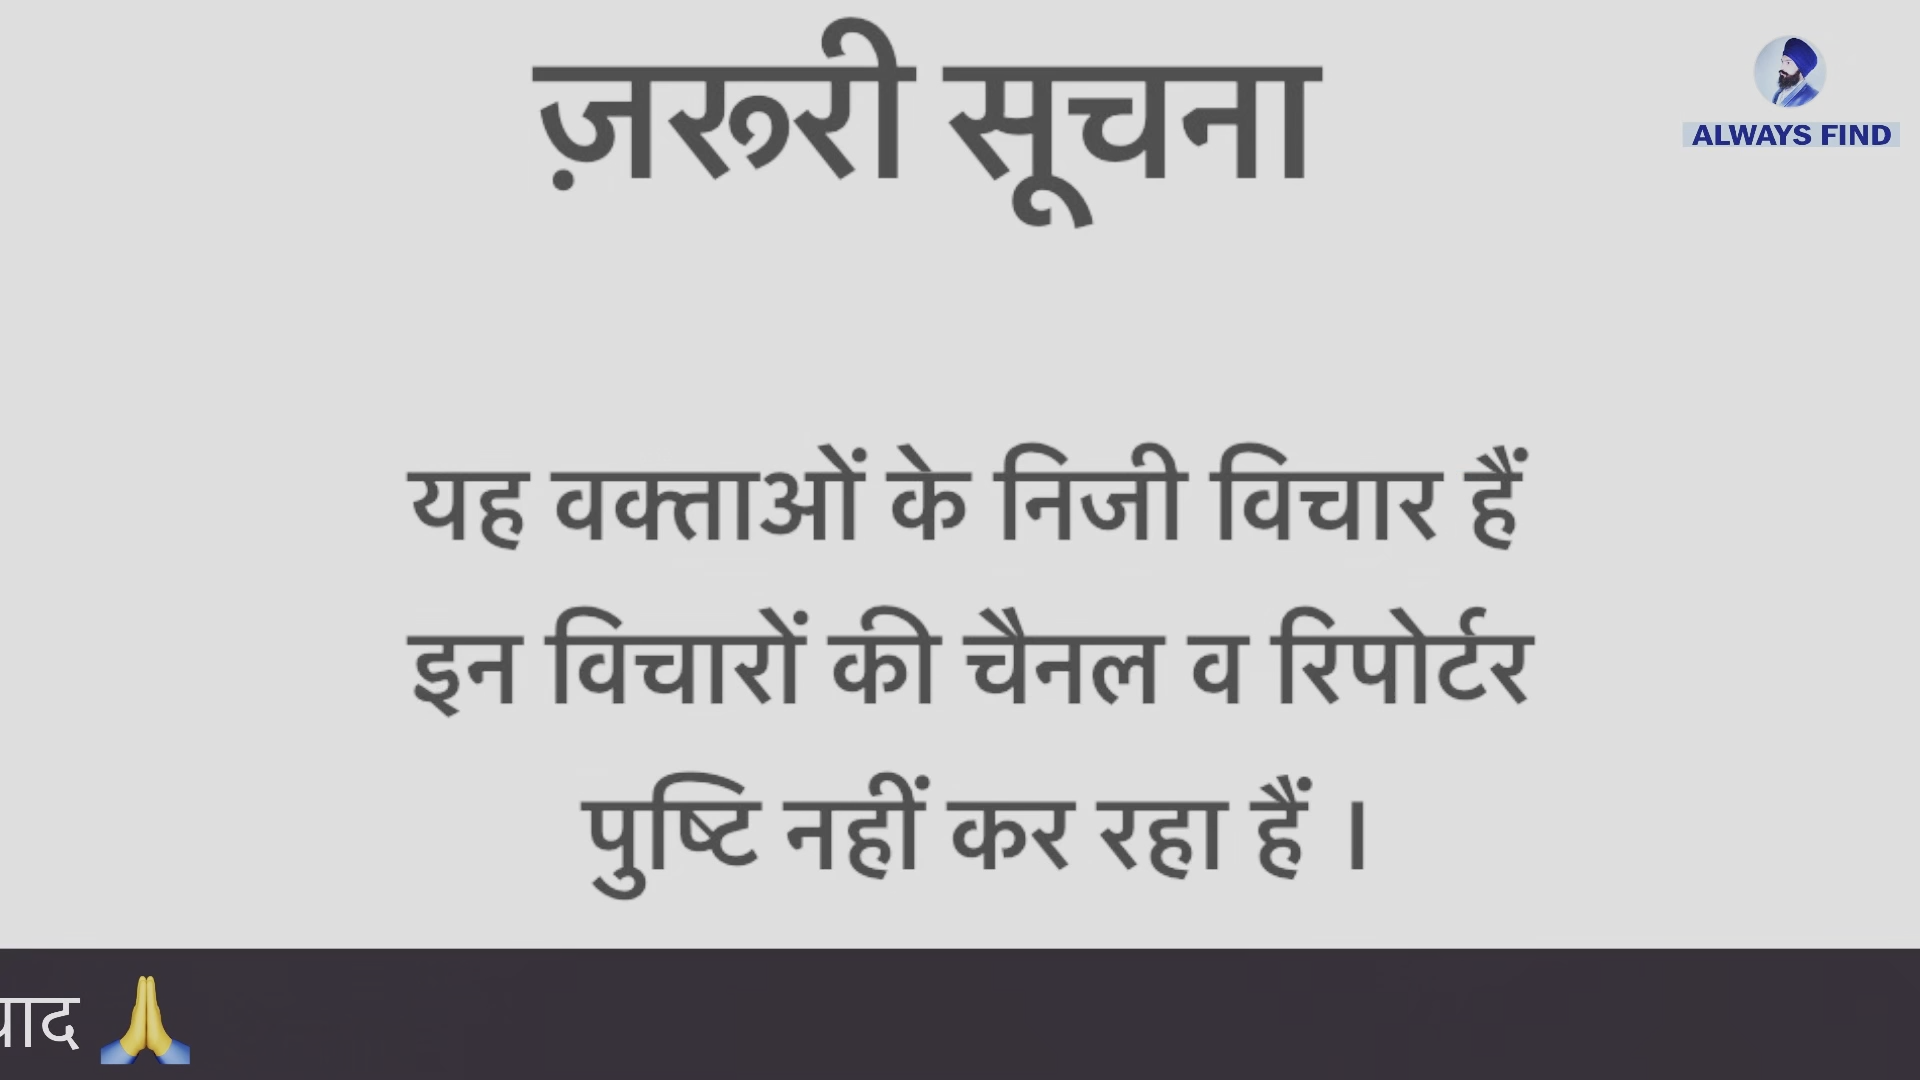 ज़रूरी सूचना
ALWAYS FIND
यह वक्ताओं के निजी विचार हैं
इन विचारों की चैनल व रिपोर्टर
पुष्टि नहीं कर रहा हैं ।